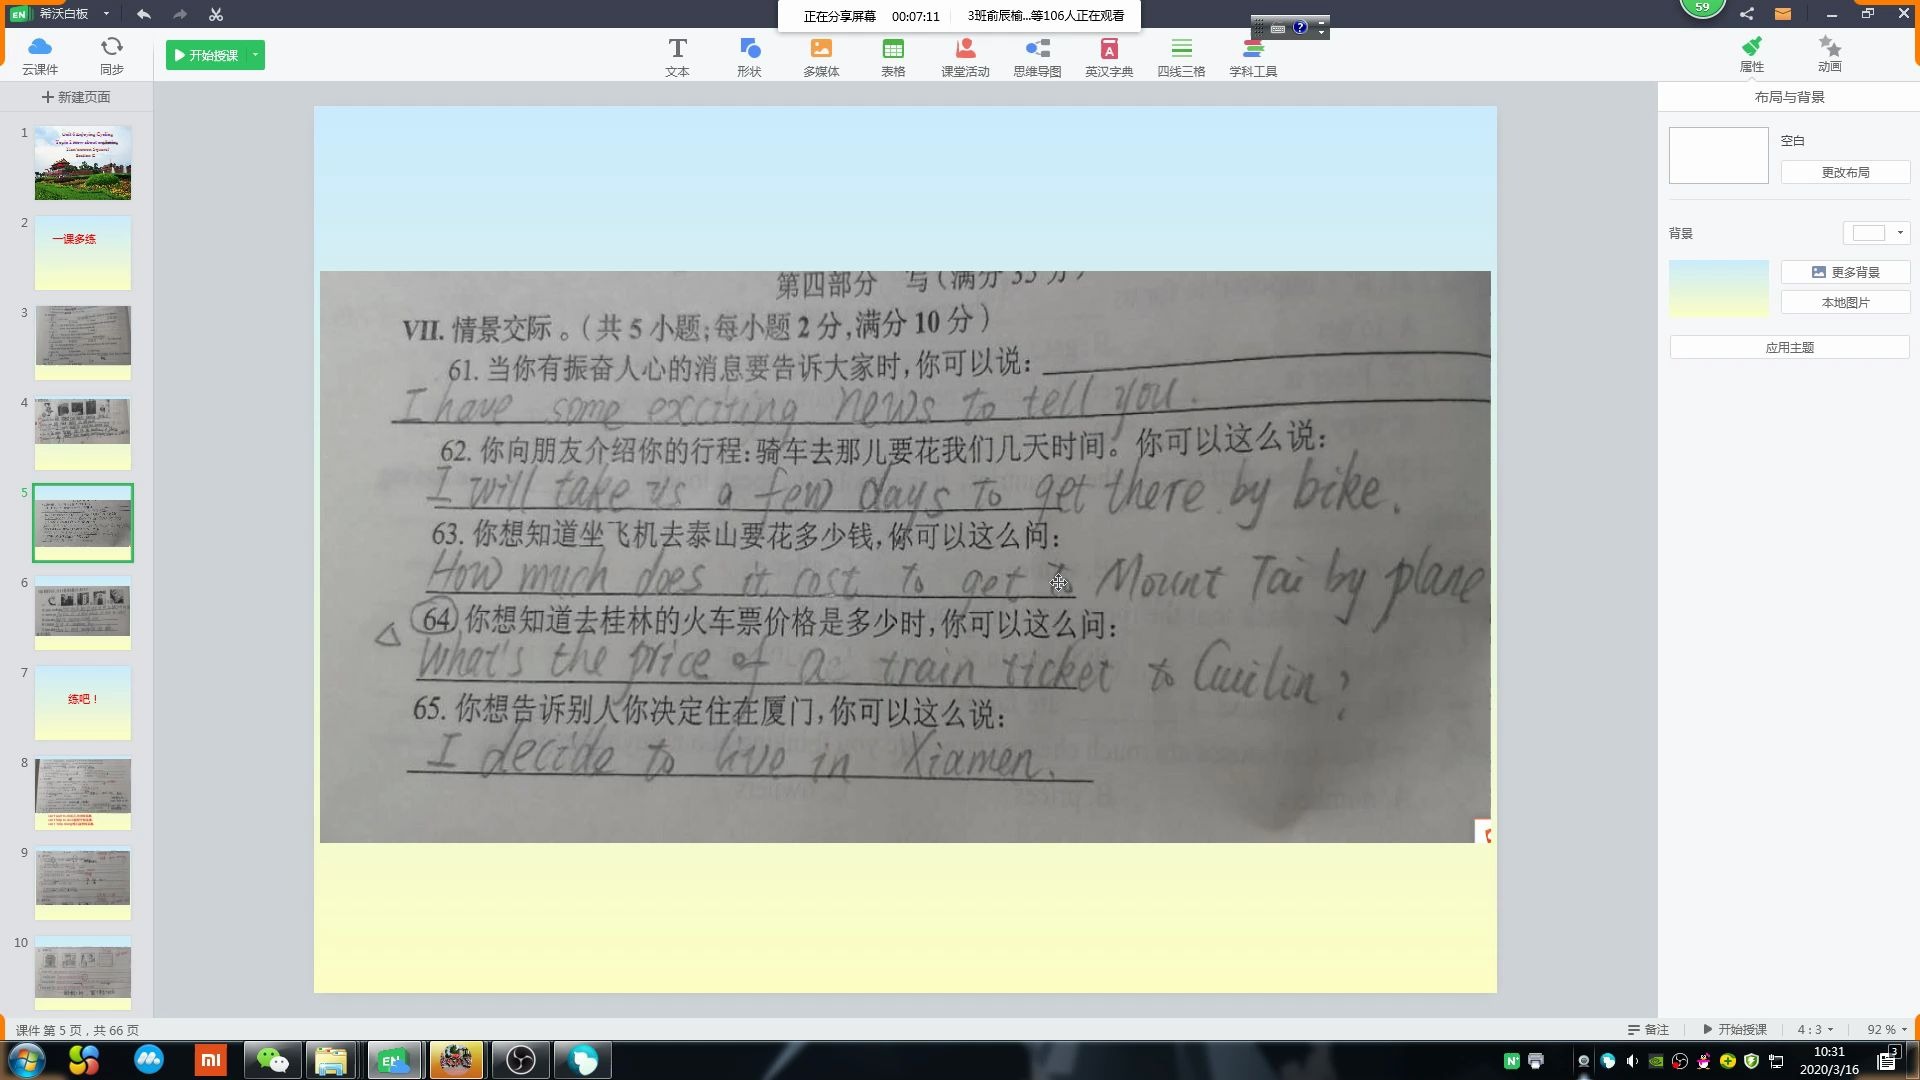 希沃白板
正在分享屏幕 00:07:11 3班俞辰榆...等106人正在观看
59
云课件 同步 开始授课 文本 形状 多媒体 表格 课堂活动 思维导图 英汉字典 四线三格 学科工具 属性 动画
新建页面
布局与背景
空白
更改布局
背景
更多背景
本地图片
应用主题
1
2 一课多练
3
4
5
6
7 练吧！
8
9
10
第四部分 写(满分35分)
VII. 情景交际。(共5小题;每小题2分,满分10分)
61. 当你有振奋人心的消息要告诉大家时,你可以说:
I have some exciting news to tell you.
62. 你向朋友介绍你的行程:骑车去那儿要花我们几天时间。你可以这么说:
I will take us a few days to get there by bike.
63. 你想知道坐飞机去泰山要花多少钱,你可以这么问:
How much does it cost to get to Mount Tai by plane
△ 64. 你想知道去桂林的火车票价格是多少时,你可以这么问:
What's the price of a train ticket to Guilin?
65. 你想告诉别人你决定住在厦门,你可以这么说:
I decide to live in Xiamen.
课件 第 5 页，共 66 页
备注 开始授课 4 : 3 92 %
10:31
2020/3/16
3